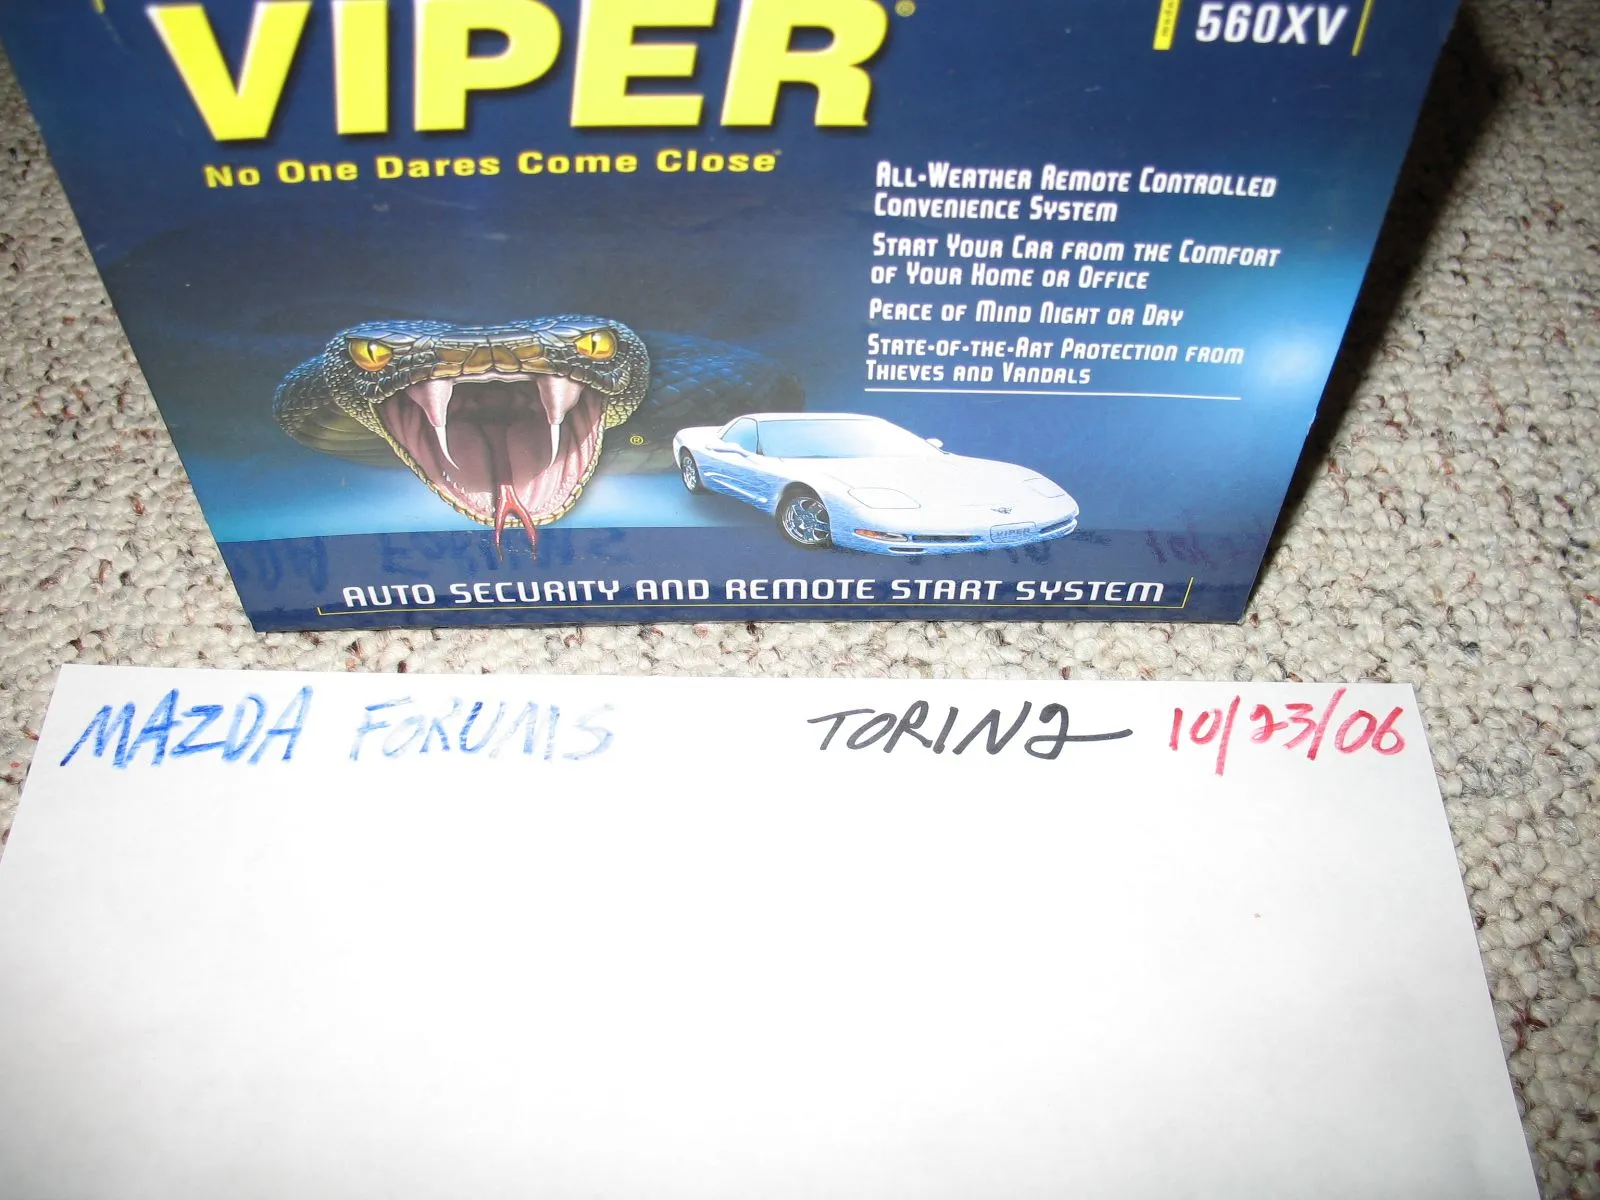 VIPER®
560XV
No One Dares Come Close
All-Weather Remote Controlled
Convenience System
Start Your Car from the Comfort
of Your Home or Office
Peace of Mind Night or Day
State-of-the-Art Protection from
Thieves and Vandals
®
VIPER
AUTO SECURITY AND REMOTE START SYSTEM
MAZDA FORUMS TORIN2 10/23/06